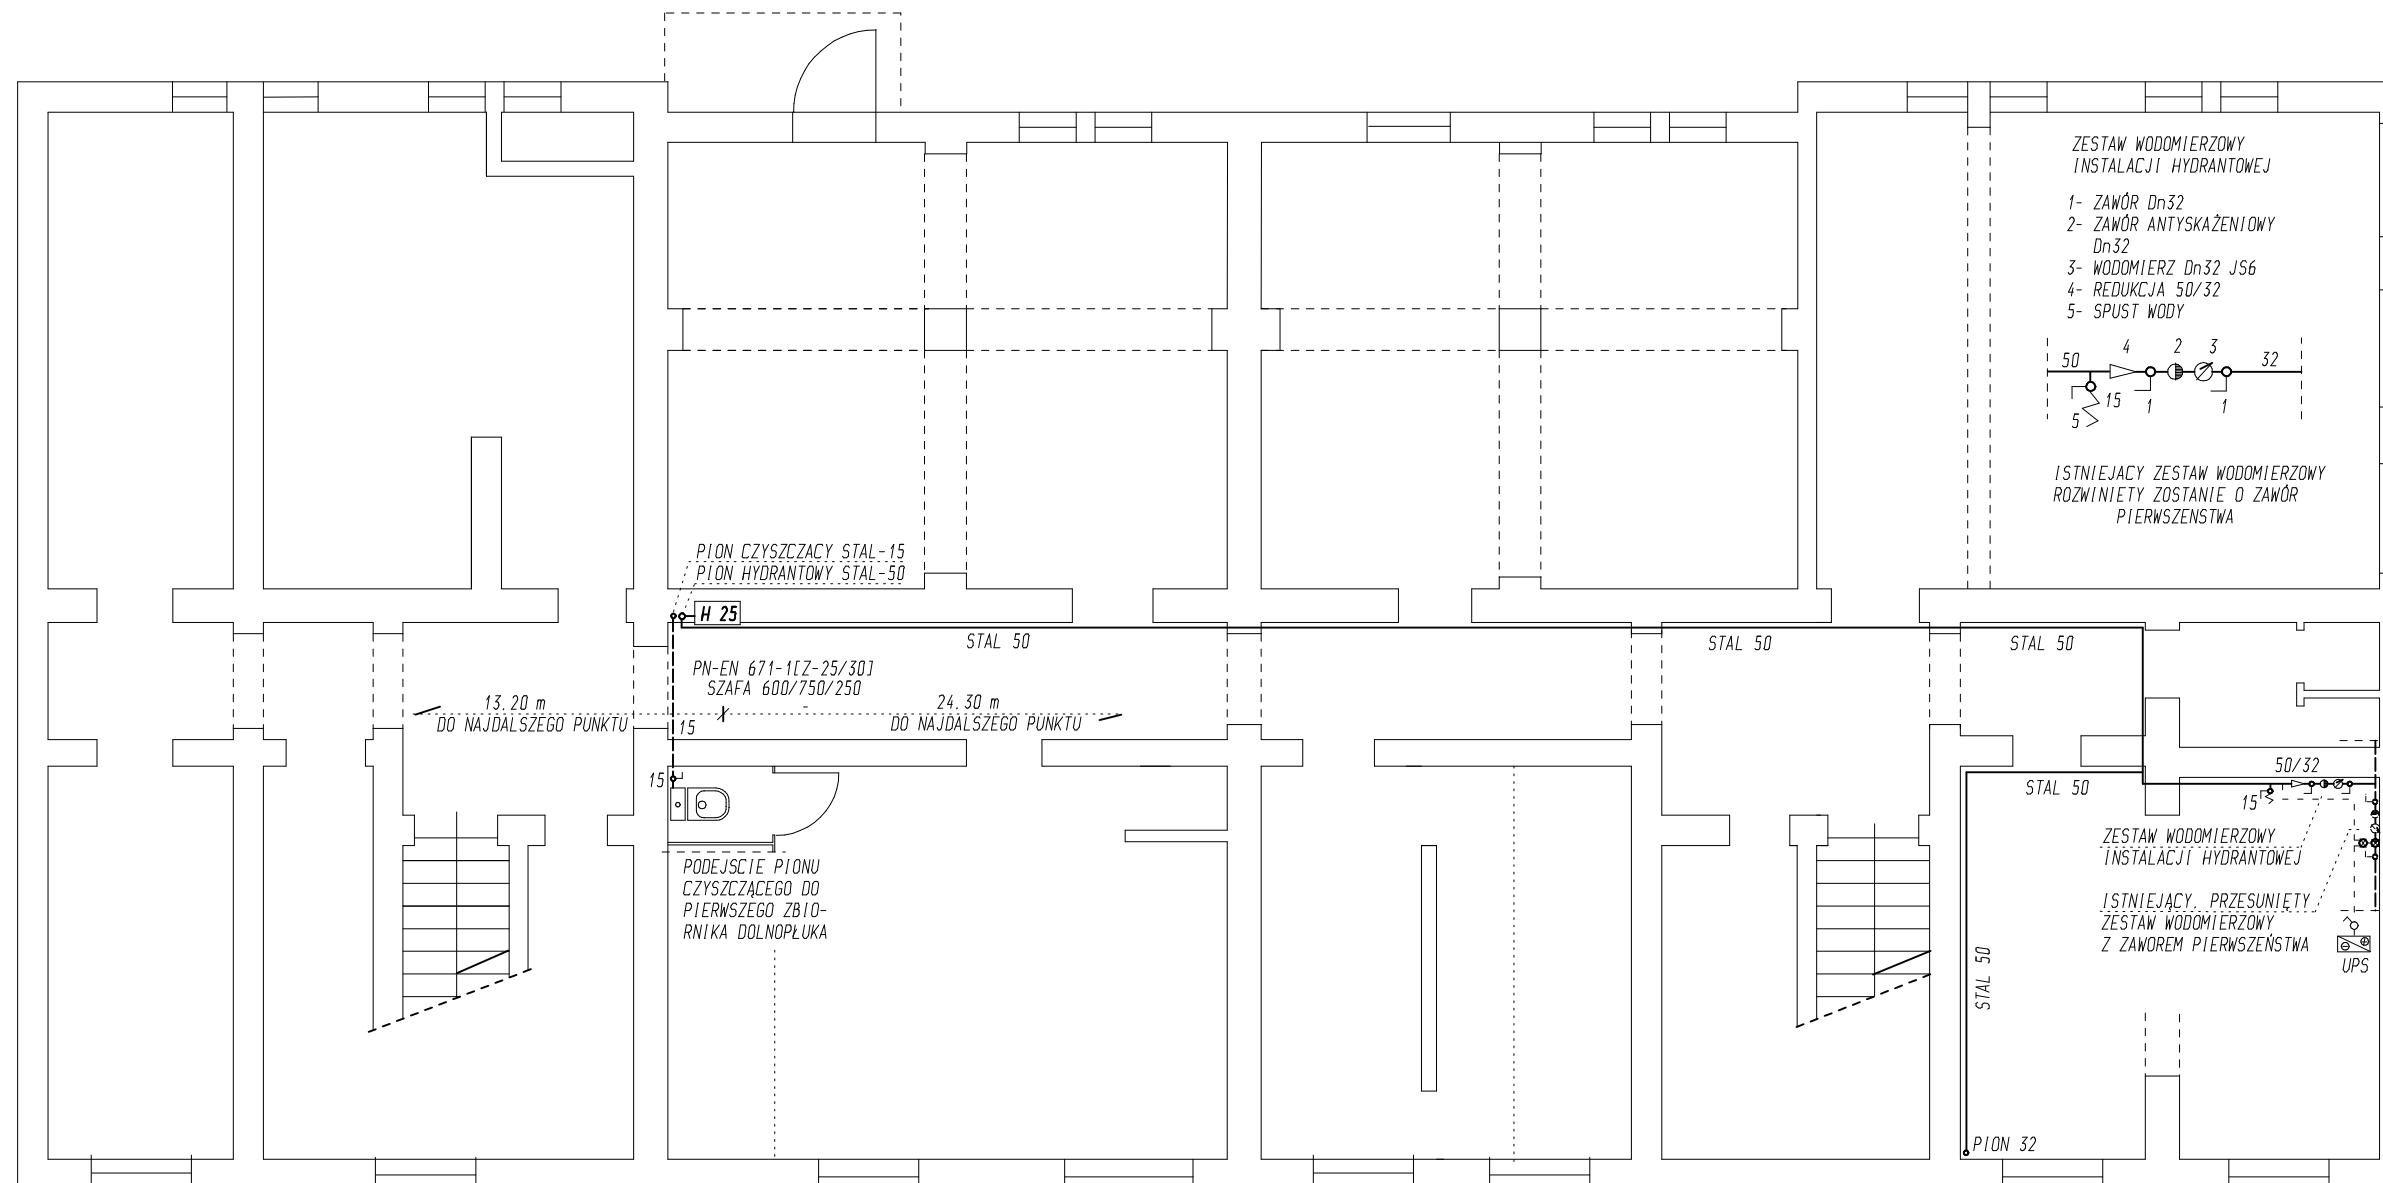 ZESTAW WODOMIERZOWY
INSTALACJI HYDRANTOWEJ
1- ZAWÓR Dn32
2- ZAWÓR ANTYSKAŻENIOWY
Dn32
3- WODOMIERZ Dn32 JS6
4- REDUKCJA 50/32
5- SPUST WODY
50
4
2
3
32
15
1
1
5
ISTNIEJACY ZESTAW WODOMIERZOWY
ROZWINIETY ZOSTANIE O ZAWÓR
PIERWSZENSTWA
PION CZYSZCZACY STAL-15
PION HYDRANTOWY STAL-50
H 25
STAL 50
STAL 50
STAL 50
PN-EN 671-1[Z-25/30]
SZAFA 600/750/250
13.20 m
DO NAJDALSZEGO PUNKTU
24.30 m
DO NAJDALSZEGO PUNKTU
15
15
50/32
STAL 50
15
ZESTAW WODOMIERZOWY
INSTALACJI HYDRANTOWEJ
PODEJSCIE PIONU
CZYSZCZĄCEGO DO
PIERWSZEGO ZBIO-
RNIKA DOLNOPŁUKA
ISTNIEJĄCY. PRZESUNIĘTY
ZESTAW WODOMIERZOWY
Z ZAWOREM PIERWSZEŃSTWA
UPS
STAL 50
PION 32